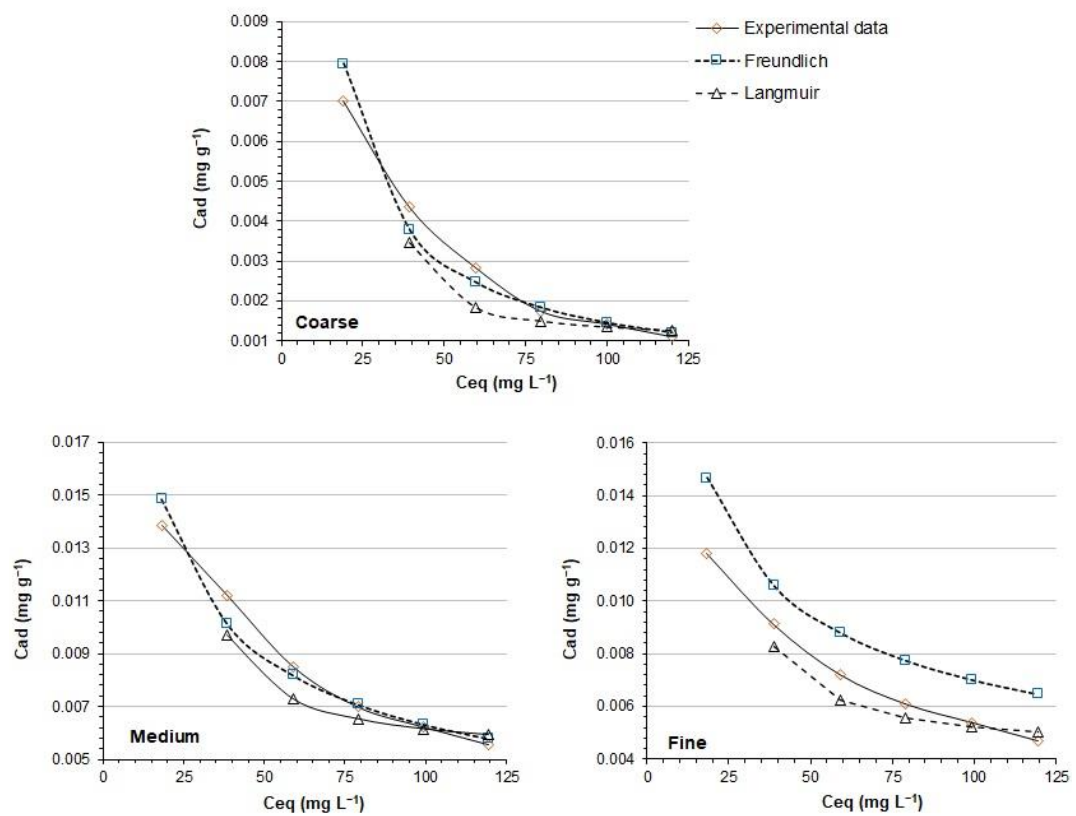 Experimental data
Freundlich
Langmuir
0.009
0.008
0.007
0.006
0.005
0.004
0.003
0.002
0.001
Cad (mg g⁻¹)
Coarse
0 25 50 75 100 125
Ceq (mg L⁻¹)
0.017
0.015
0.013
0.011
0.009
0.007
0.005
Cad (mg g⁻¹)
Medium
0 25 50 75 100 125
Ceq (mg L⁻¹)
0.016
0.014
0.012
0.010
0.008
0.006
0.004
Cad (mg g⁻¹)
Fine
0 25 50 75 100 125
Ceq (mg L⁻¹)